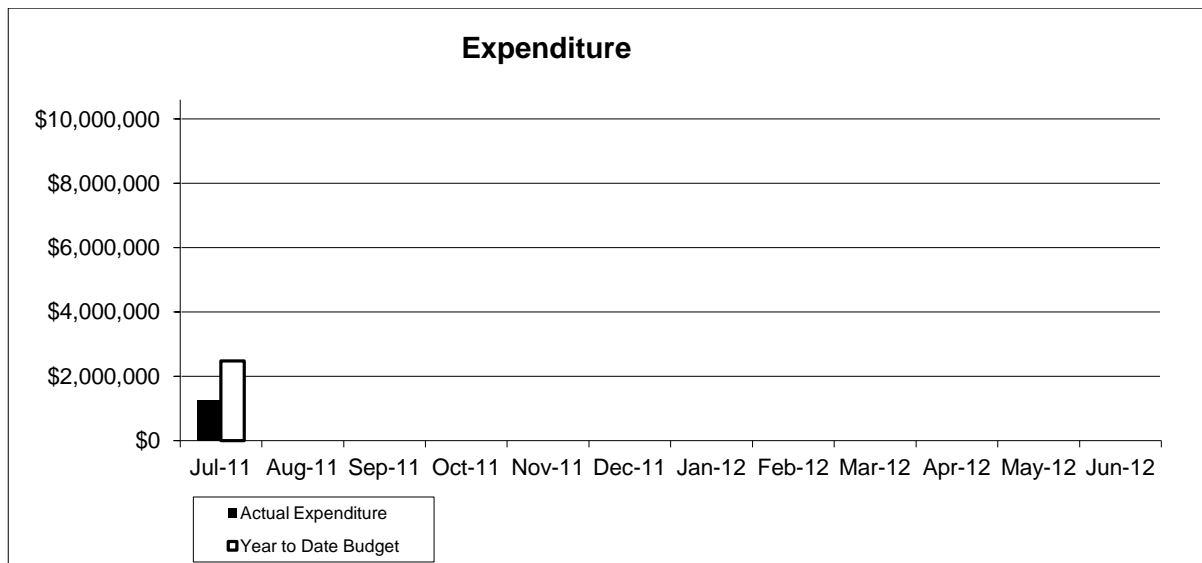 Expenditure
$10,000,000
$8,000,000
$6,000,000
$4,000,000
$2,000,000
$0
Jul-11 Aug-11 Sep-11 Oct-11 Nov-11 Dec-11 Jan-12 Feb-12 Mar-12 Apr-12 May-12 Jun-12
Actual Expenditure
Year to Date Budget